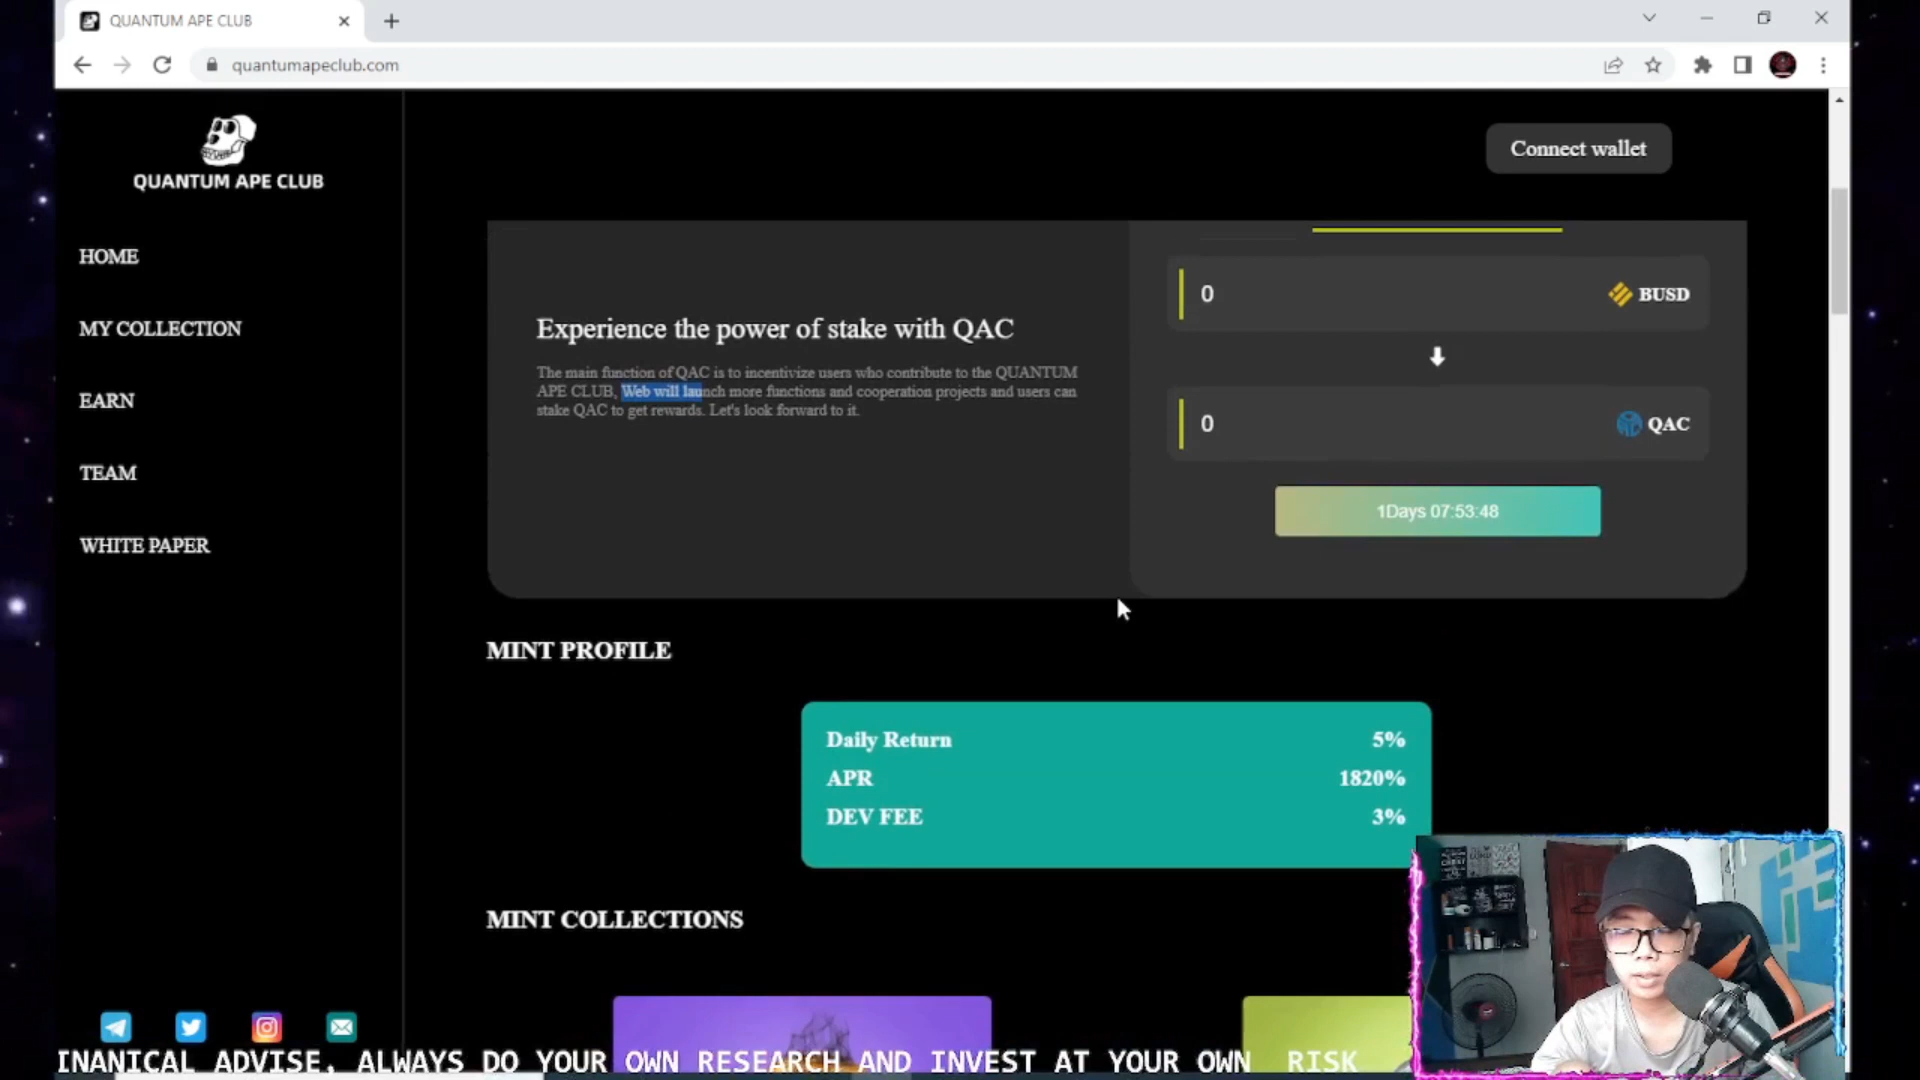 QUANTUM APE CLUB
quantumapeclub.com
QUANTUM APE CLUB
Connect wallet
HOME
MY COLLECTION
EARN
TEAM
WHITE PAPER
Experience the power of stake with QAC
The main function of QAC is to incentivize users who contribute to the QUANTUM
APE CLUB, Web will launch more functions and cooperation projects and users can
stake QAC to get rewards. Let's look forward to it.
0 BUSD
0 QAC
1Days 07:53:48
MINT PROFILE
Daily Return 5%
APR 1820%
DEV FEE 3%
MINT COLLECTIONS
INANICAL ADVISE, ALWAYS DO YOUR OWN RESEARCH AND INVEST AT YOUR OWN RISK